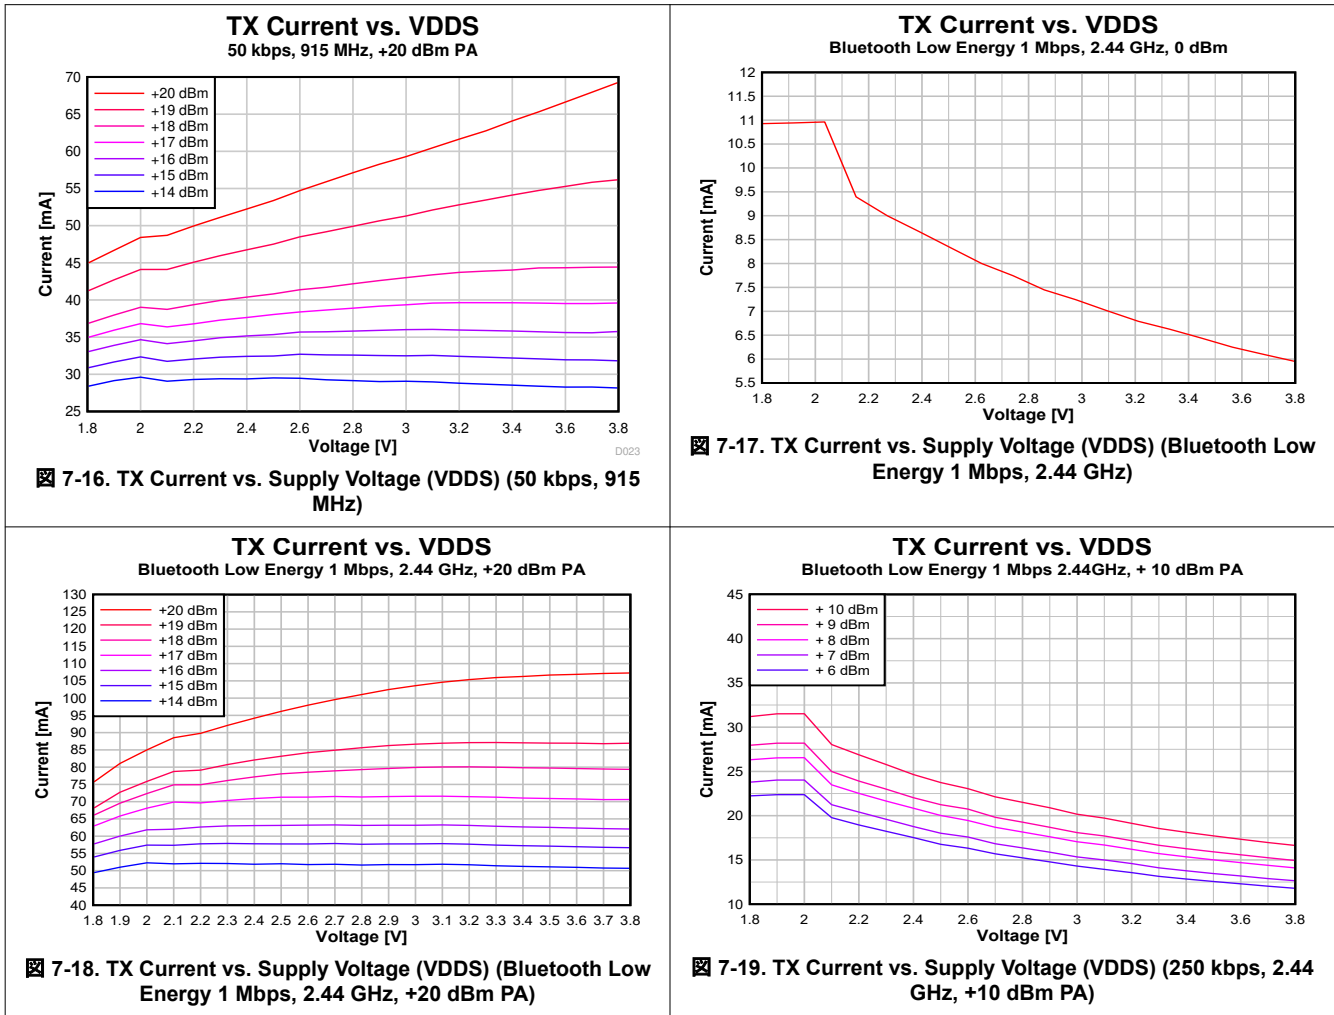 TX Current vs. VDDS
50 kbps, 915 MHz, +20 dBm PA
70
65
60
55
50
45
40
35
30
25
Current [mA]
+20 dBm
+19 dBm
+18 dBm
+17 dBm
+16 dBm
+15 dBm
+14 dBm
1.8 2 2.2 2.4 2.6 2.8 3 3.2 3.4 3.6 3.8
Voltage [V]
D023
図 7-16. TX Current vs. Supply Voltage (VDDS) (50 kbps, 915
MHz)
TX Current vs. VDDS
Bluetooth Low Energy 1 Mbps, 2.44 GHz, 0 dBm
12
11.5
11
10.5
10
9.5
9
8.5
8
7.5
7
6.5
6
5.5
Current [mA]
1.8 2 2.2 2.4 2.6 2.8 3 3.2 3.4 3.6 3.8
Voltage [V]
図 7-17. TX Current vs. Supply Voltage (VDDS) (Bluetooth Low
Energy 1 Mbps, 2.44 GHz)
TX Current vs. VDDS
Bluetooth Low Energy 1 Mbps, 2.44 GHz, +20 dBm PA
130
125
120
115
110
105
100
95
90
85
80
75
70
65
60
55
50
45
40
Current [mA]
+20 dBm
+19 dBm
+18 dBm
+17 dBm
+16 dBm
+15 dBm
+14 dBm
1.8 1.9 2 2.1 2.2 2.3 2.4 2.5 2.6 2.7 2.8 2.9 3 3.1 3.2 3.3 3.4 3.5 3.6 3.7 3.8
Voltage [V]
図 7-18. TX Current vs. Supply Voltage (VDDS) (Bluetooth Low
Energy 1 Mbps, 2.44 GHz, +20 dBm PA)
TX Current vs. VDDS
Bluetooth Low Energy 1 Mbps 2.44GHz, + 10 dBm PA
45
40
35
30
25
20
15
10
Current [mA]
+ 10 dBm
+ 9 dBm
+ 8 dBm
+ 7 dBm
+ 6 dBm
1.8 2 2.2 2.4 2.6 2.8 3 3.2 3.4 3.6 3.8
Voltage [V]
図 7-19. TX Current vs. Supply Voltage (VDDS) (250 kbps, 2.44
GHz, +10 dBm PA)